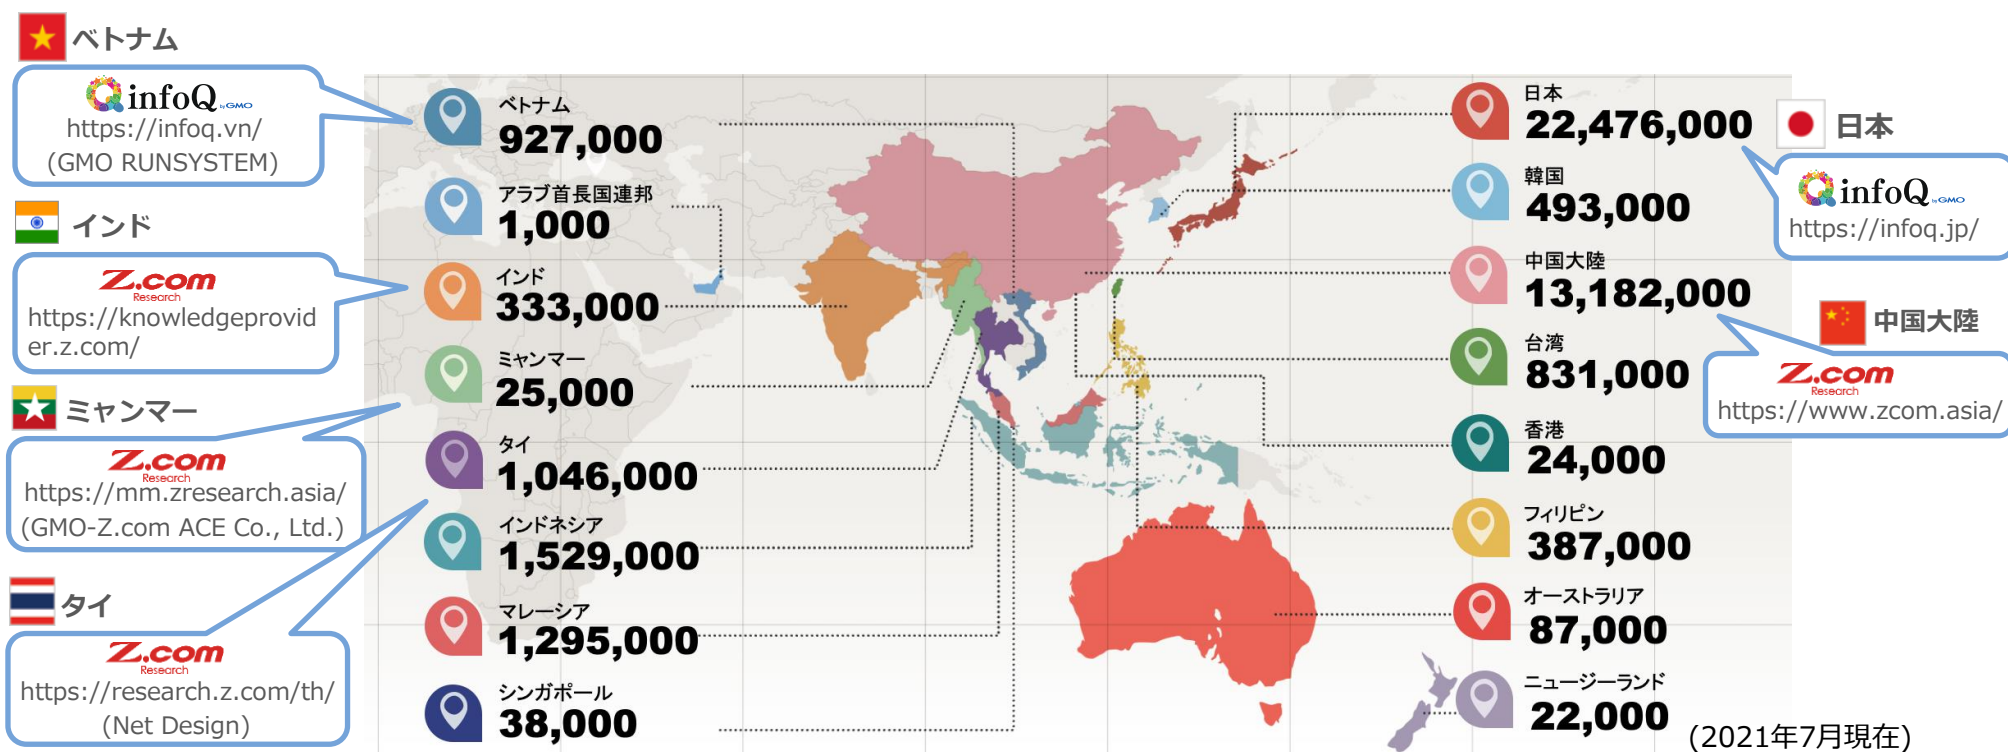 ベトナム
infoQ by GMO
https://infoq.vn/
(GMO RUNSYSTEM)
インド
Z.com
Research
https://knowledgeprovid
er.z.com/
ミャンマー
Z.com
Research
https://mm.zresearch.asia/
(GMO-Z.com ACE Co., Ltd.)
タイ
Z.com
Research
https://research.z.com/th/
(Net Design)
ベトナム
927,000
アラブ首長国連邦
1,000
インド
333,000
ミャンマー
25,000
タイ
1,046,000
インドネシア
1,529,000
マレーシア
1,295,000
シンガポール
38,000
日本
22,476,000
韓国
493,000
中国大陸
13,182,000
台湾
831,000
香港
24,000
フィリピン
387,000
オーストラリア
87,000
ニュージーランド
22,000
日本
infoQ by GMO
https://infoq.jp/
中国大陸
Z.com
Research
https://www.zcom.asia/
(2021年7月現在)